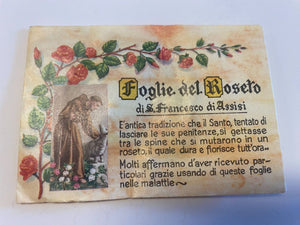 Foglie del Roseto
di S. Francesco di Assisi
E' antica tradizione che il Santo, tentato di
lasciare le sue penitenze, si gettasse
tra le spine che si mutarono in un
roseto, il quale dura e fiorisce tutt'ora..
Molti affermano d'aver ricevuto par-
ticolari grazie usando di queste foglie
nelle malattie~